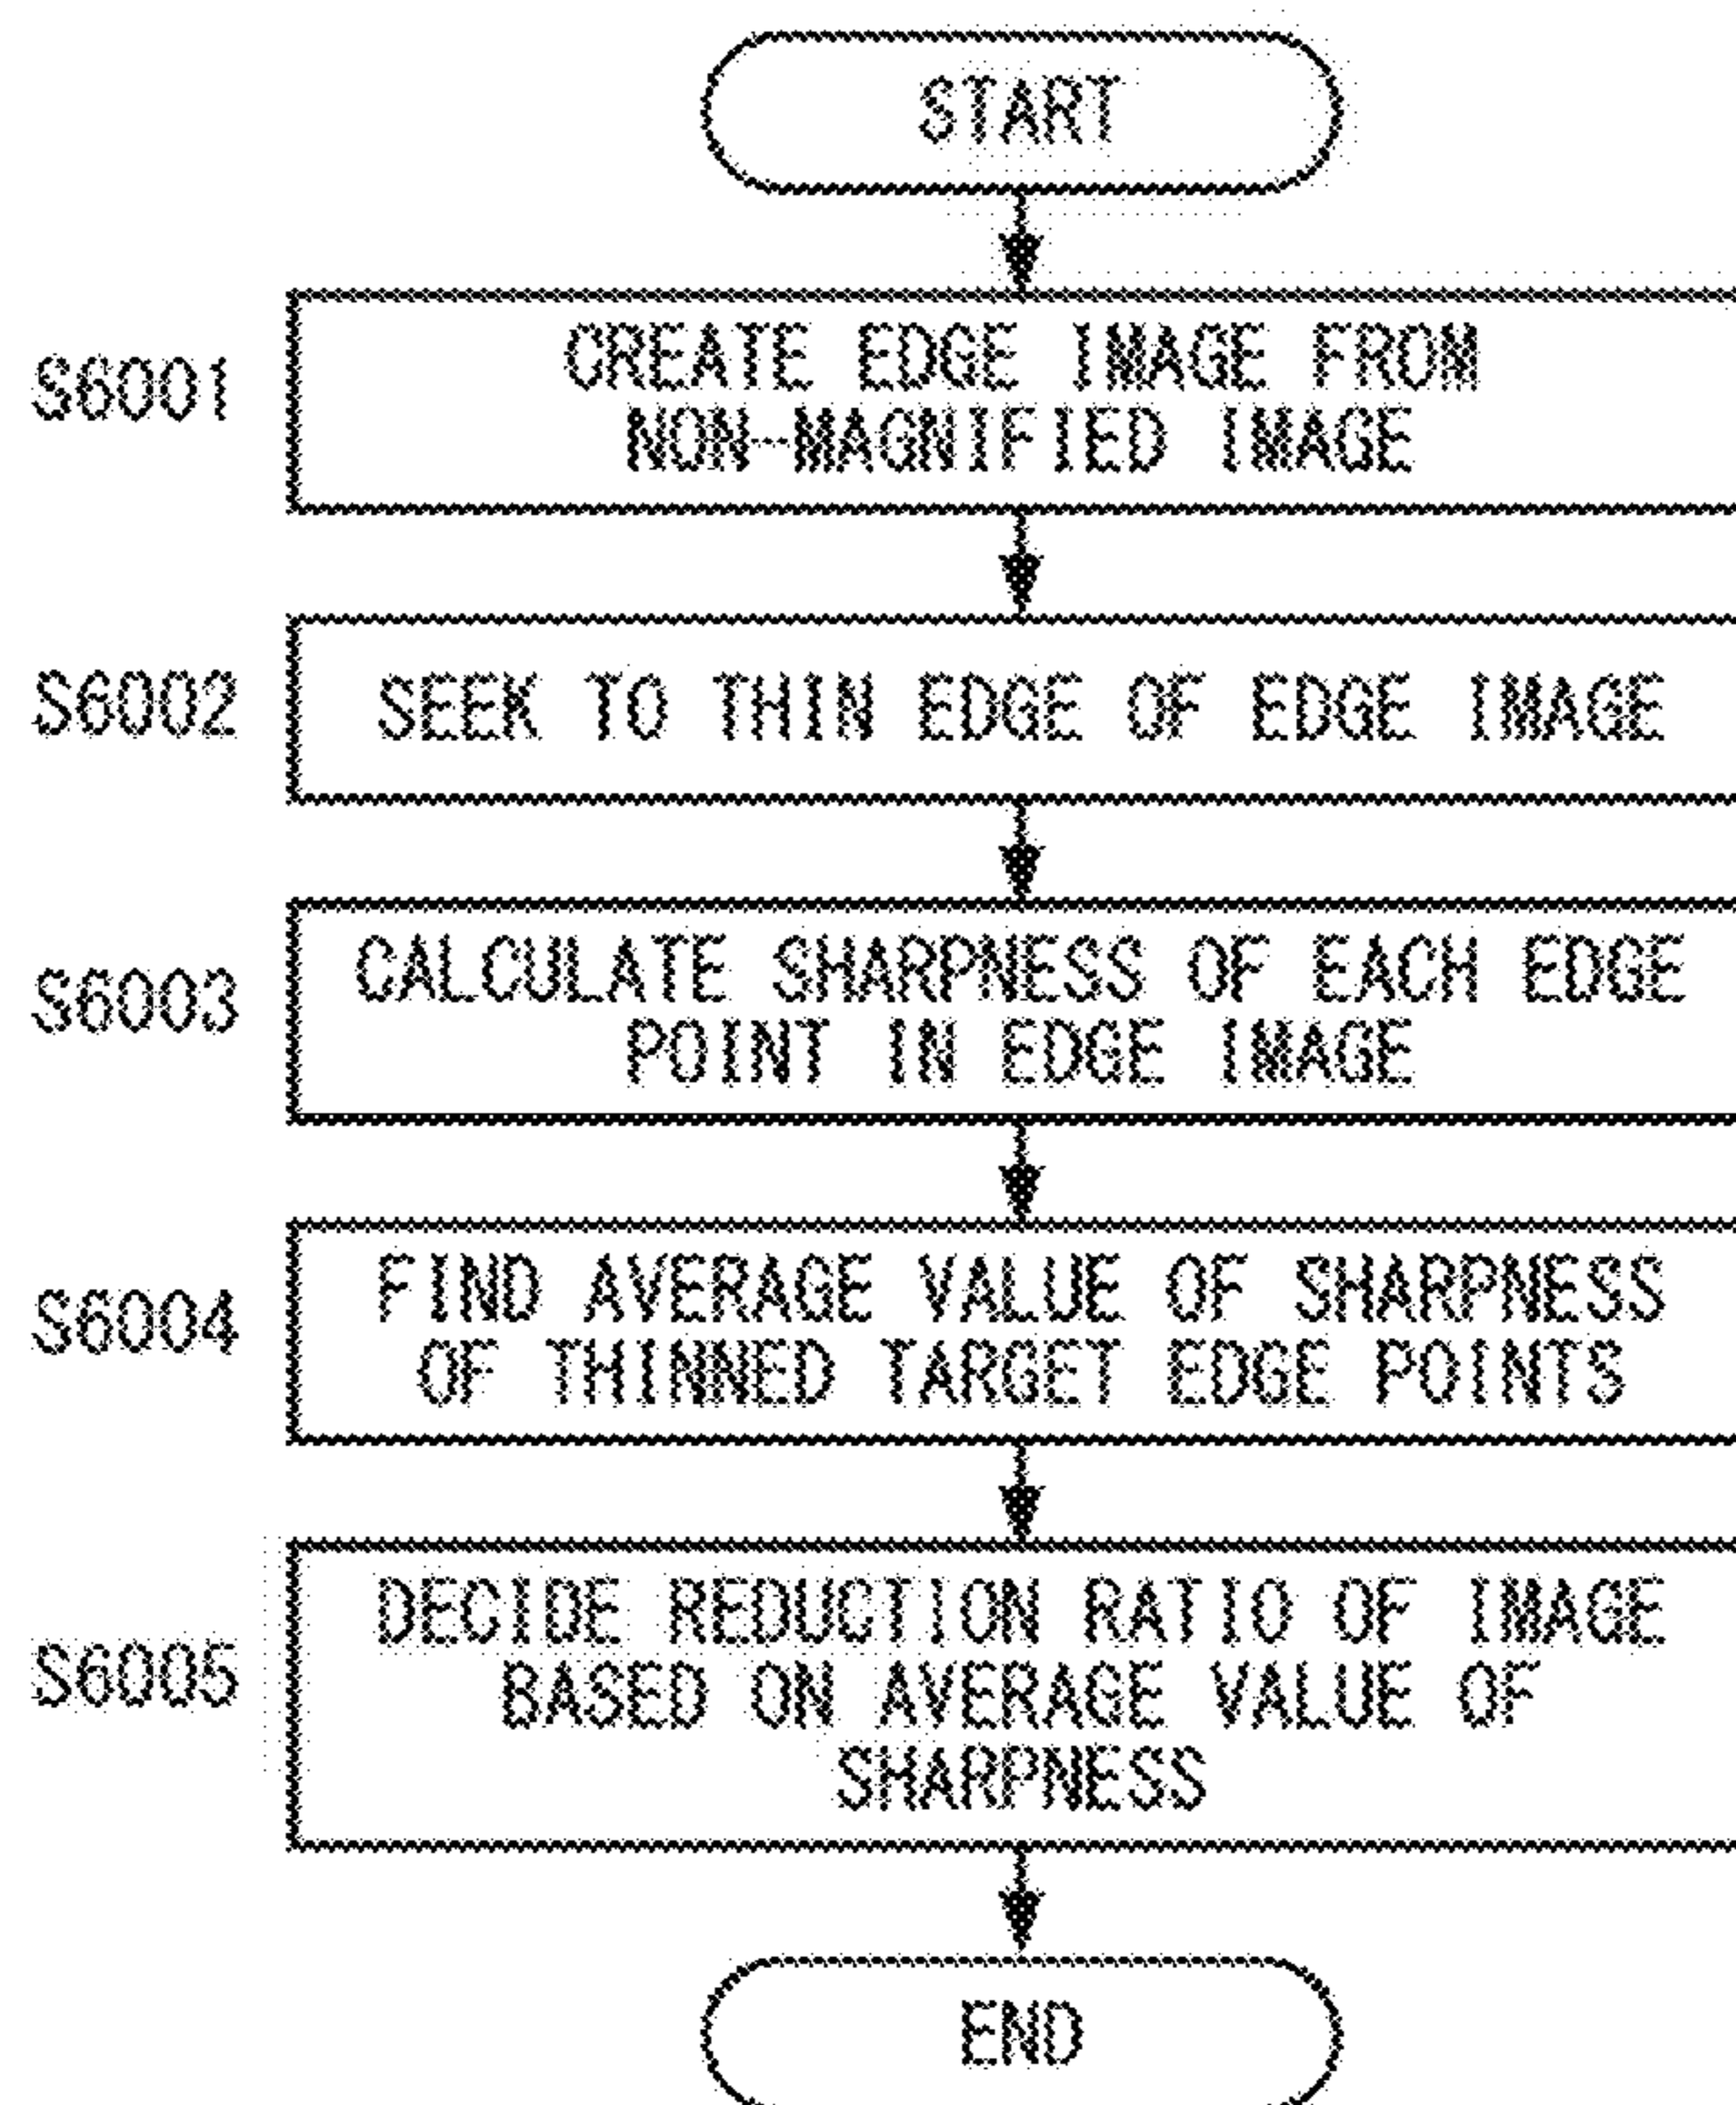 START
S6001
CREATE EDGE IMAGE FROM
NON-MAGNIFIED IMAGE
S6002
SEEK TO THIN EDGE OF EDGE IMAGE
S6003
CALCULATE SHARPNESS OF EACH EDGE
POINT IN EDGE IMAGE
S6004
FIND AVERAGE VALUE OF SHARPNESS
OF THINNED TARGET EDGE POINTS
S6005
DECIDE REDUCTION RATIO OF IMAGE
BASED ON AVERAGE VALUE OF
SHARPNESS
END